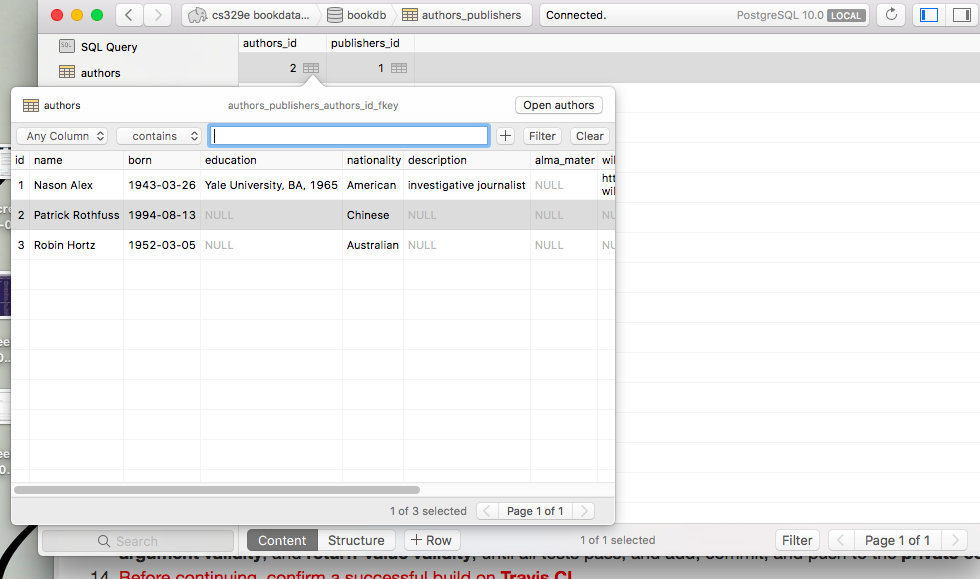 cs329e bookdata... bookdb authors_publishers Connected. PostgreSQL 10.0 LOCAL
SQL Query
authors
authors_id publishers_id
2 1
authors authors_publishers_authors_id_fkey Open authors
Any Column contains + Filter Clear
id name born education nationality description alma_mater wil
1 Nason Alex 1943-03-26 Yale University, BA, 1965 American investigative journalist NULL htt
wil
2 Patrick Rothfuss 1994-08-13 NULL Chinese NULL NULL NU
3 Robin Hortz 1952-03-05 NULL Australian NULL NULL NU
1 of 3 selected Page 1 of 1
Search Content Structure + Row 1 of 1 selected Filter Page 1 of 1
argument validity, and return-value validity, until all tests pass, and add, commit, and push to the private
14. Before continuing, confirm a successful build on Travis CI